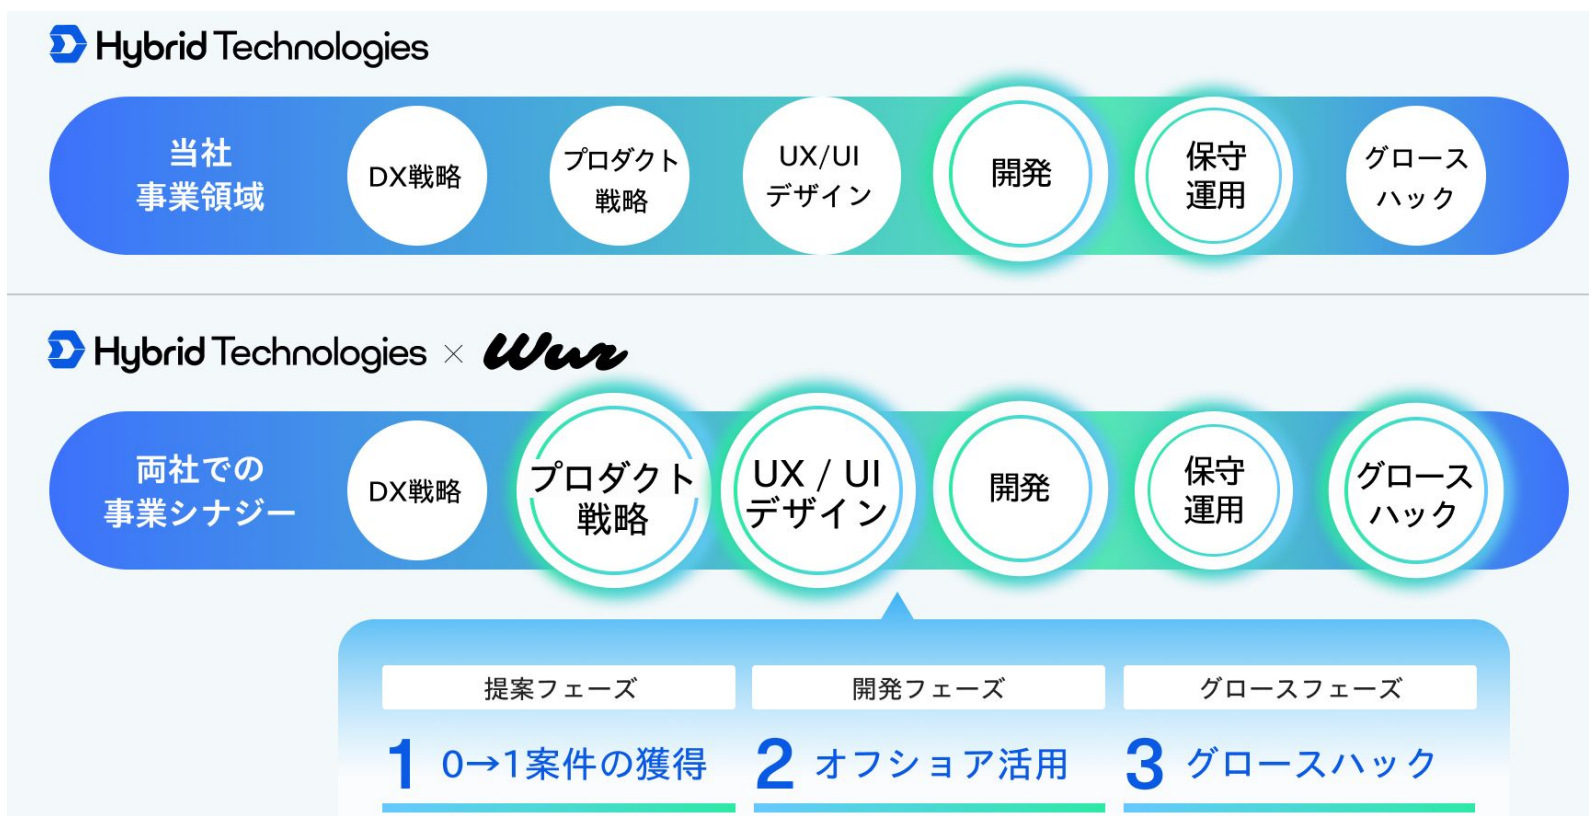 Hybrid Technologies
当社
事業領域
DX戦略
プロダクト
戦略
UX/UI
デザイン
開発
保守
運用
グロース
ハック
Hybrid Technologies × Wur
両社での
事業シナジー
DX戦略
プロダクト
戦略
UX / UI
デザイン
開発
保守
運用
グロース
ハック
提案フェーズ
開発フェーズ
グロースフェーズ
1 0→1案件の獲得
2 オフショア活用
3 グロースハック